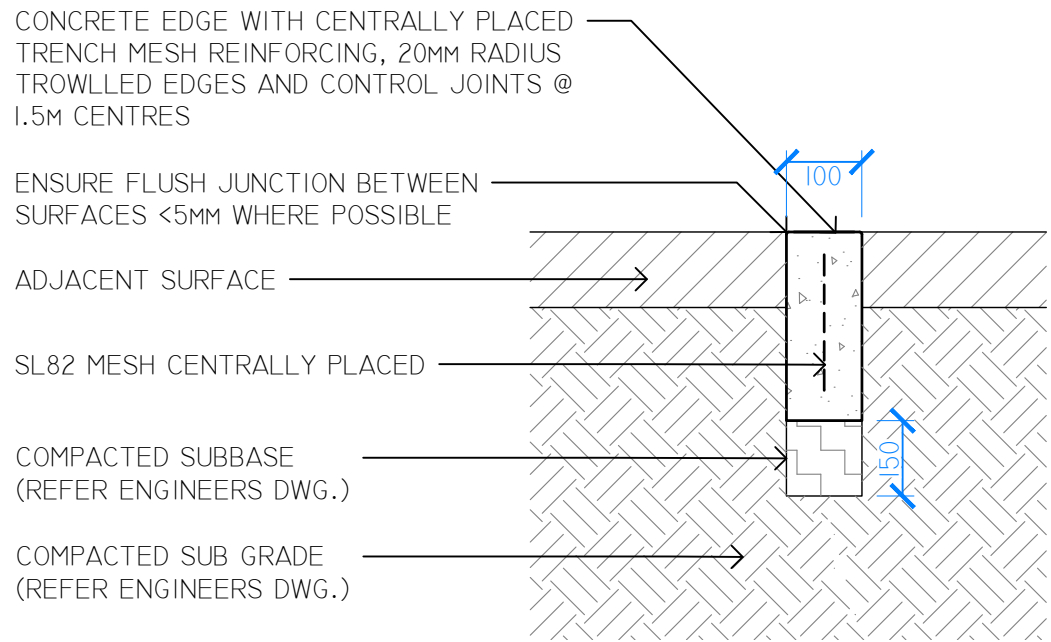 CONCRETE EDGE WITH CENTRALLY PLACED
TRENCH MESH REINFORCING, 20MM RADIUS
TROWLLED EDGES AND CONTROL JOINTS @
1.5M CENTRES
100
ENSURE FLUSH JUNCTION BETWEEN
SURFACES <5MM WHERE POSSIBLE
ADJACENT SURFACE
SL82 MESH CENTRALLY PLACED
COMPACTED SUBBASE
(REFER ENGINEERS DWG.)
150
COMPACTED SUB GRADE
(REFER ENGINEERS DWG.)